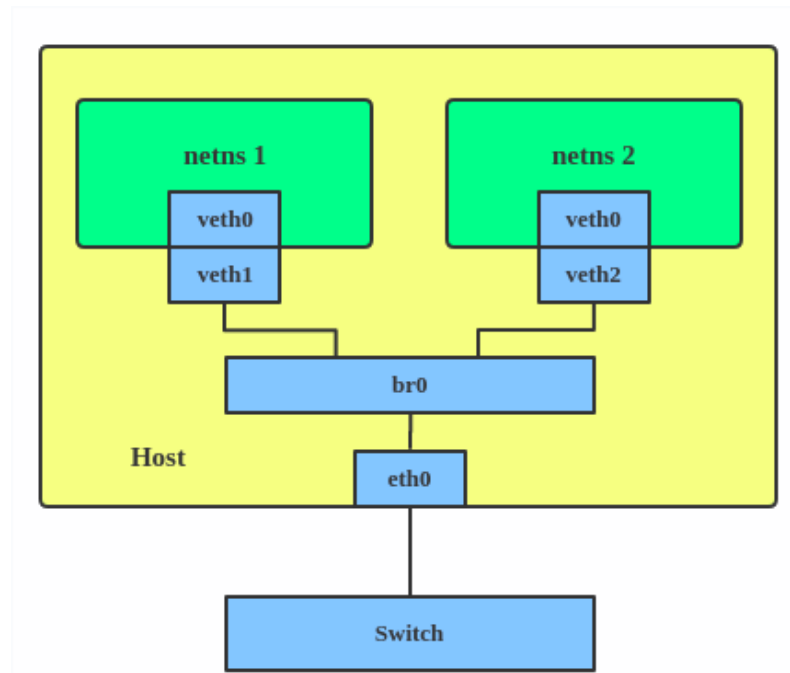 netns 1
netns 2
veth0
veth0
veth1
veth2
br0
Host
eth0
Switch